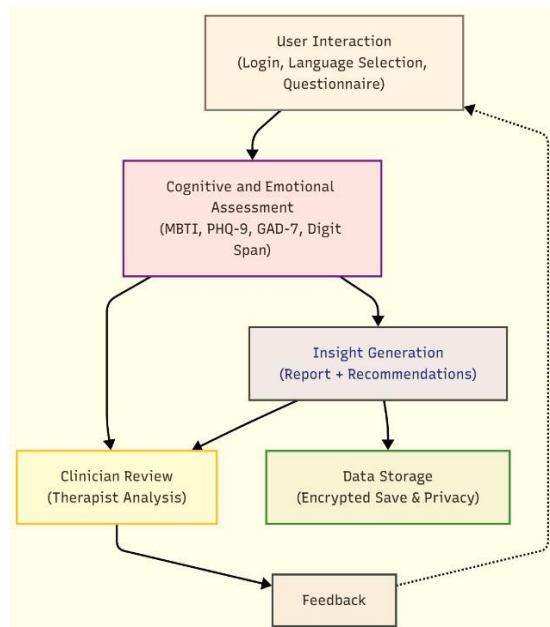 User Interaction
(Login, Language Selection,
Questionnaire)
Cognitive and Emotional
Assessment
(MBTI, PHQ-9, GAD-7, Digit
Span)
Insight Generation
(Report + Recommendations)
Clinician Review
(Therapist Analysis)
Data Storage
(Encrypted Save & Privacy)
Feedback